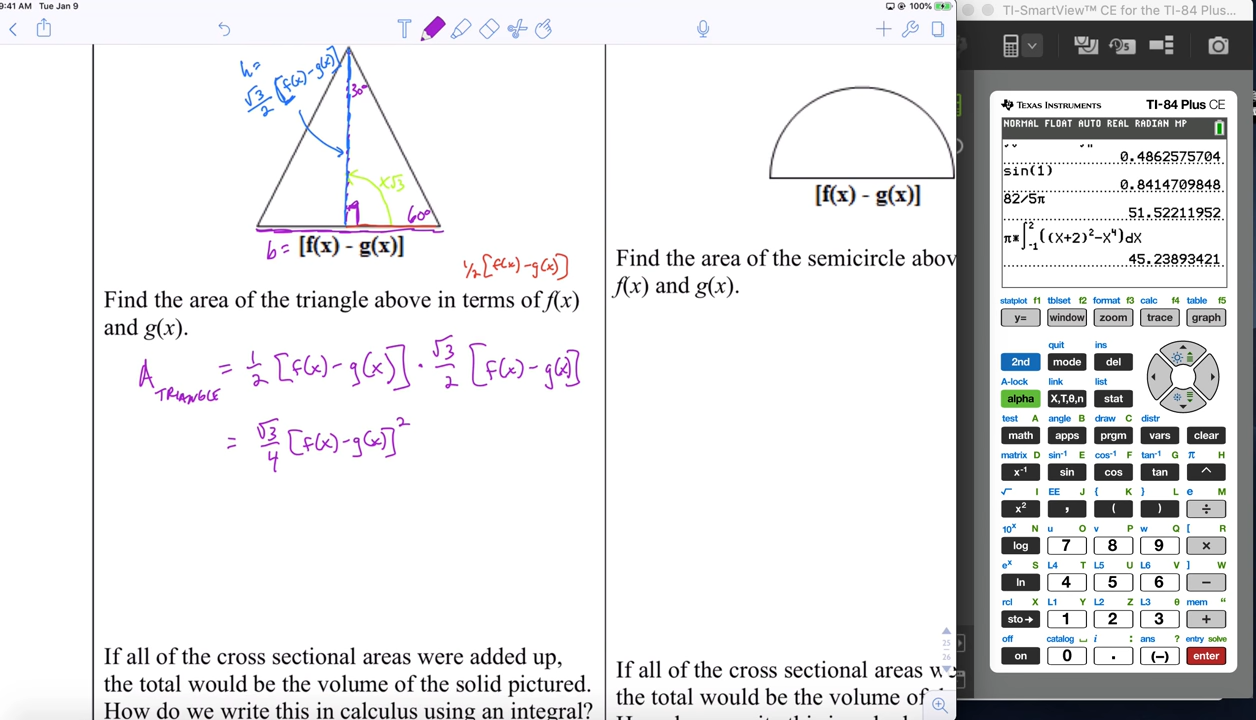 9:41 AM Tue Jan 9
100%
T
h =
√3/2 [f(x) - g(x)]
30°
x√3
60°
b = [f(x) - g(x)]
1/2 [f(x) - g(x)]
Find the area of the triangle above in terms of f(x)
and g(x).
A TRIANGLE = 1/2 [f(x) - g(x)] · √3/2 [f(x) - g(x)]
= √3/4 [f(x) - g(x)]²
If all of the cross sectional areas were added up,
the total would be the volume of the solid pictured.
How do we write this in calculus using an integral?
[f(x) - g(x)]
Find the area of the semicircle abov
f(x) and g(x).
25
26
If all of the cross sectional areas w
the total would be the volume of
TI-SmartView™ CE for the TI-84 Plus...
TEXAS INSTRUMENTS TI-84 Plus CE
NORMAL FLOAT AUTO REAL RADIAN MP
0.4862575704
sin(1)
0.8414709848
82/5π
51.52211952
π*∫₋₁²((X+2)²-X⁴)dX
45.23893421
statplot f1 tblset f2 format f3 calc f4 table f5
y= window zoom trace graph
quit ins
2nd mode del
A-lock link list
alpha X,T,θ,n stat
test A angle B draw C distr
math apps prgm vars clear
matrix D sin⁻¹ E cos⁻¹ F tan⁻¹ G π H
x⁻¹ sin cos tan ^
√ I EE J { K } L e M
x² , ( ) ÷
10ˣ N u O v P w Q [ R
log 7 8 9 ×
eˣ S L4 T L5 U L6 V ] W
ln 4 5 6 −
rcl X L1 Y L2 Z L3 θ mem "
sto→ 1 2 3 +
off catalog i : ans ? entry solve
on 0 . (−) enter